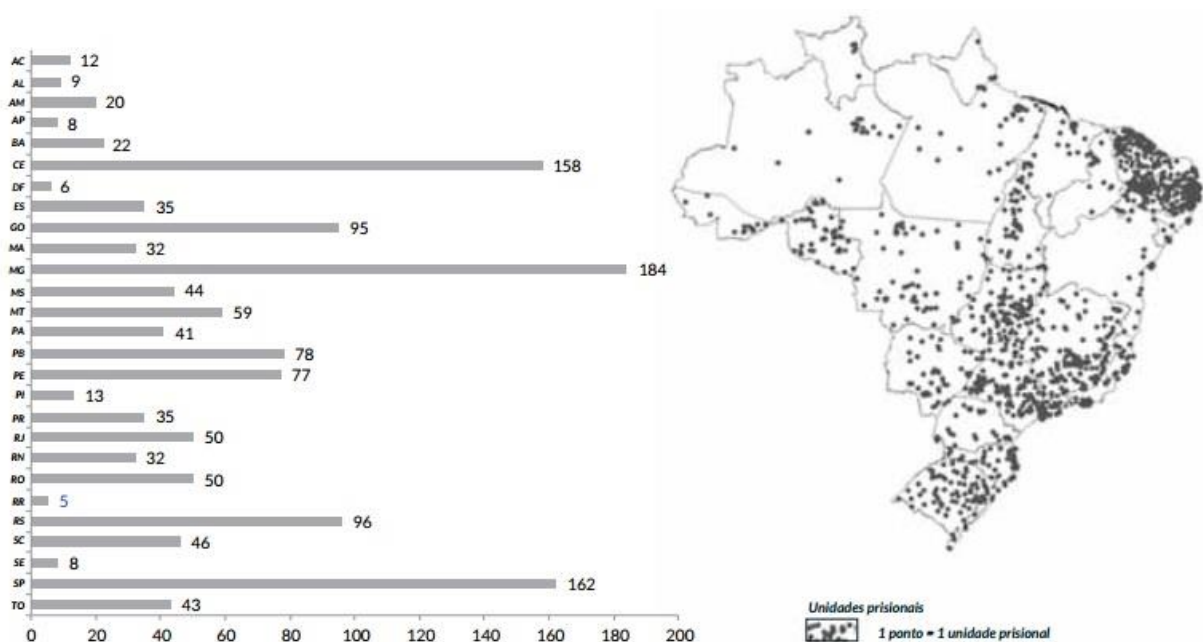 AC 12
AL 9
AM 20
AP 8
BA 22
CE 158
DF 6
ES 35
GO 95
MA 32
MG 184
MS 44
MT 59
PA 41
PB 78
PE 77
PI 13
PR 35
RJ 50
RN 32
RO 50
RR 5
RS 96
SC 46
SE 8
SP 162
TO 43
0 20 40 60 80 100 120 140 160 180 200
Unidades prisionais
1 ponto = 1 unidade prisional